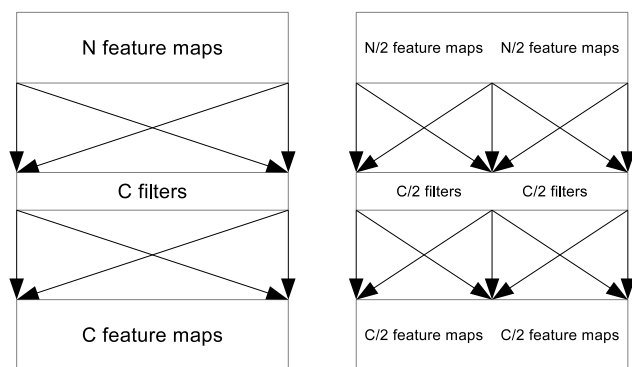 N feature maps
N/2 feature maps N/2 feature maps
C filters
C/2 filters C/2 filters
C feature maps
C/2 feature maps C/2 feature maps